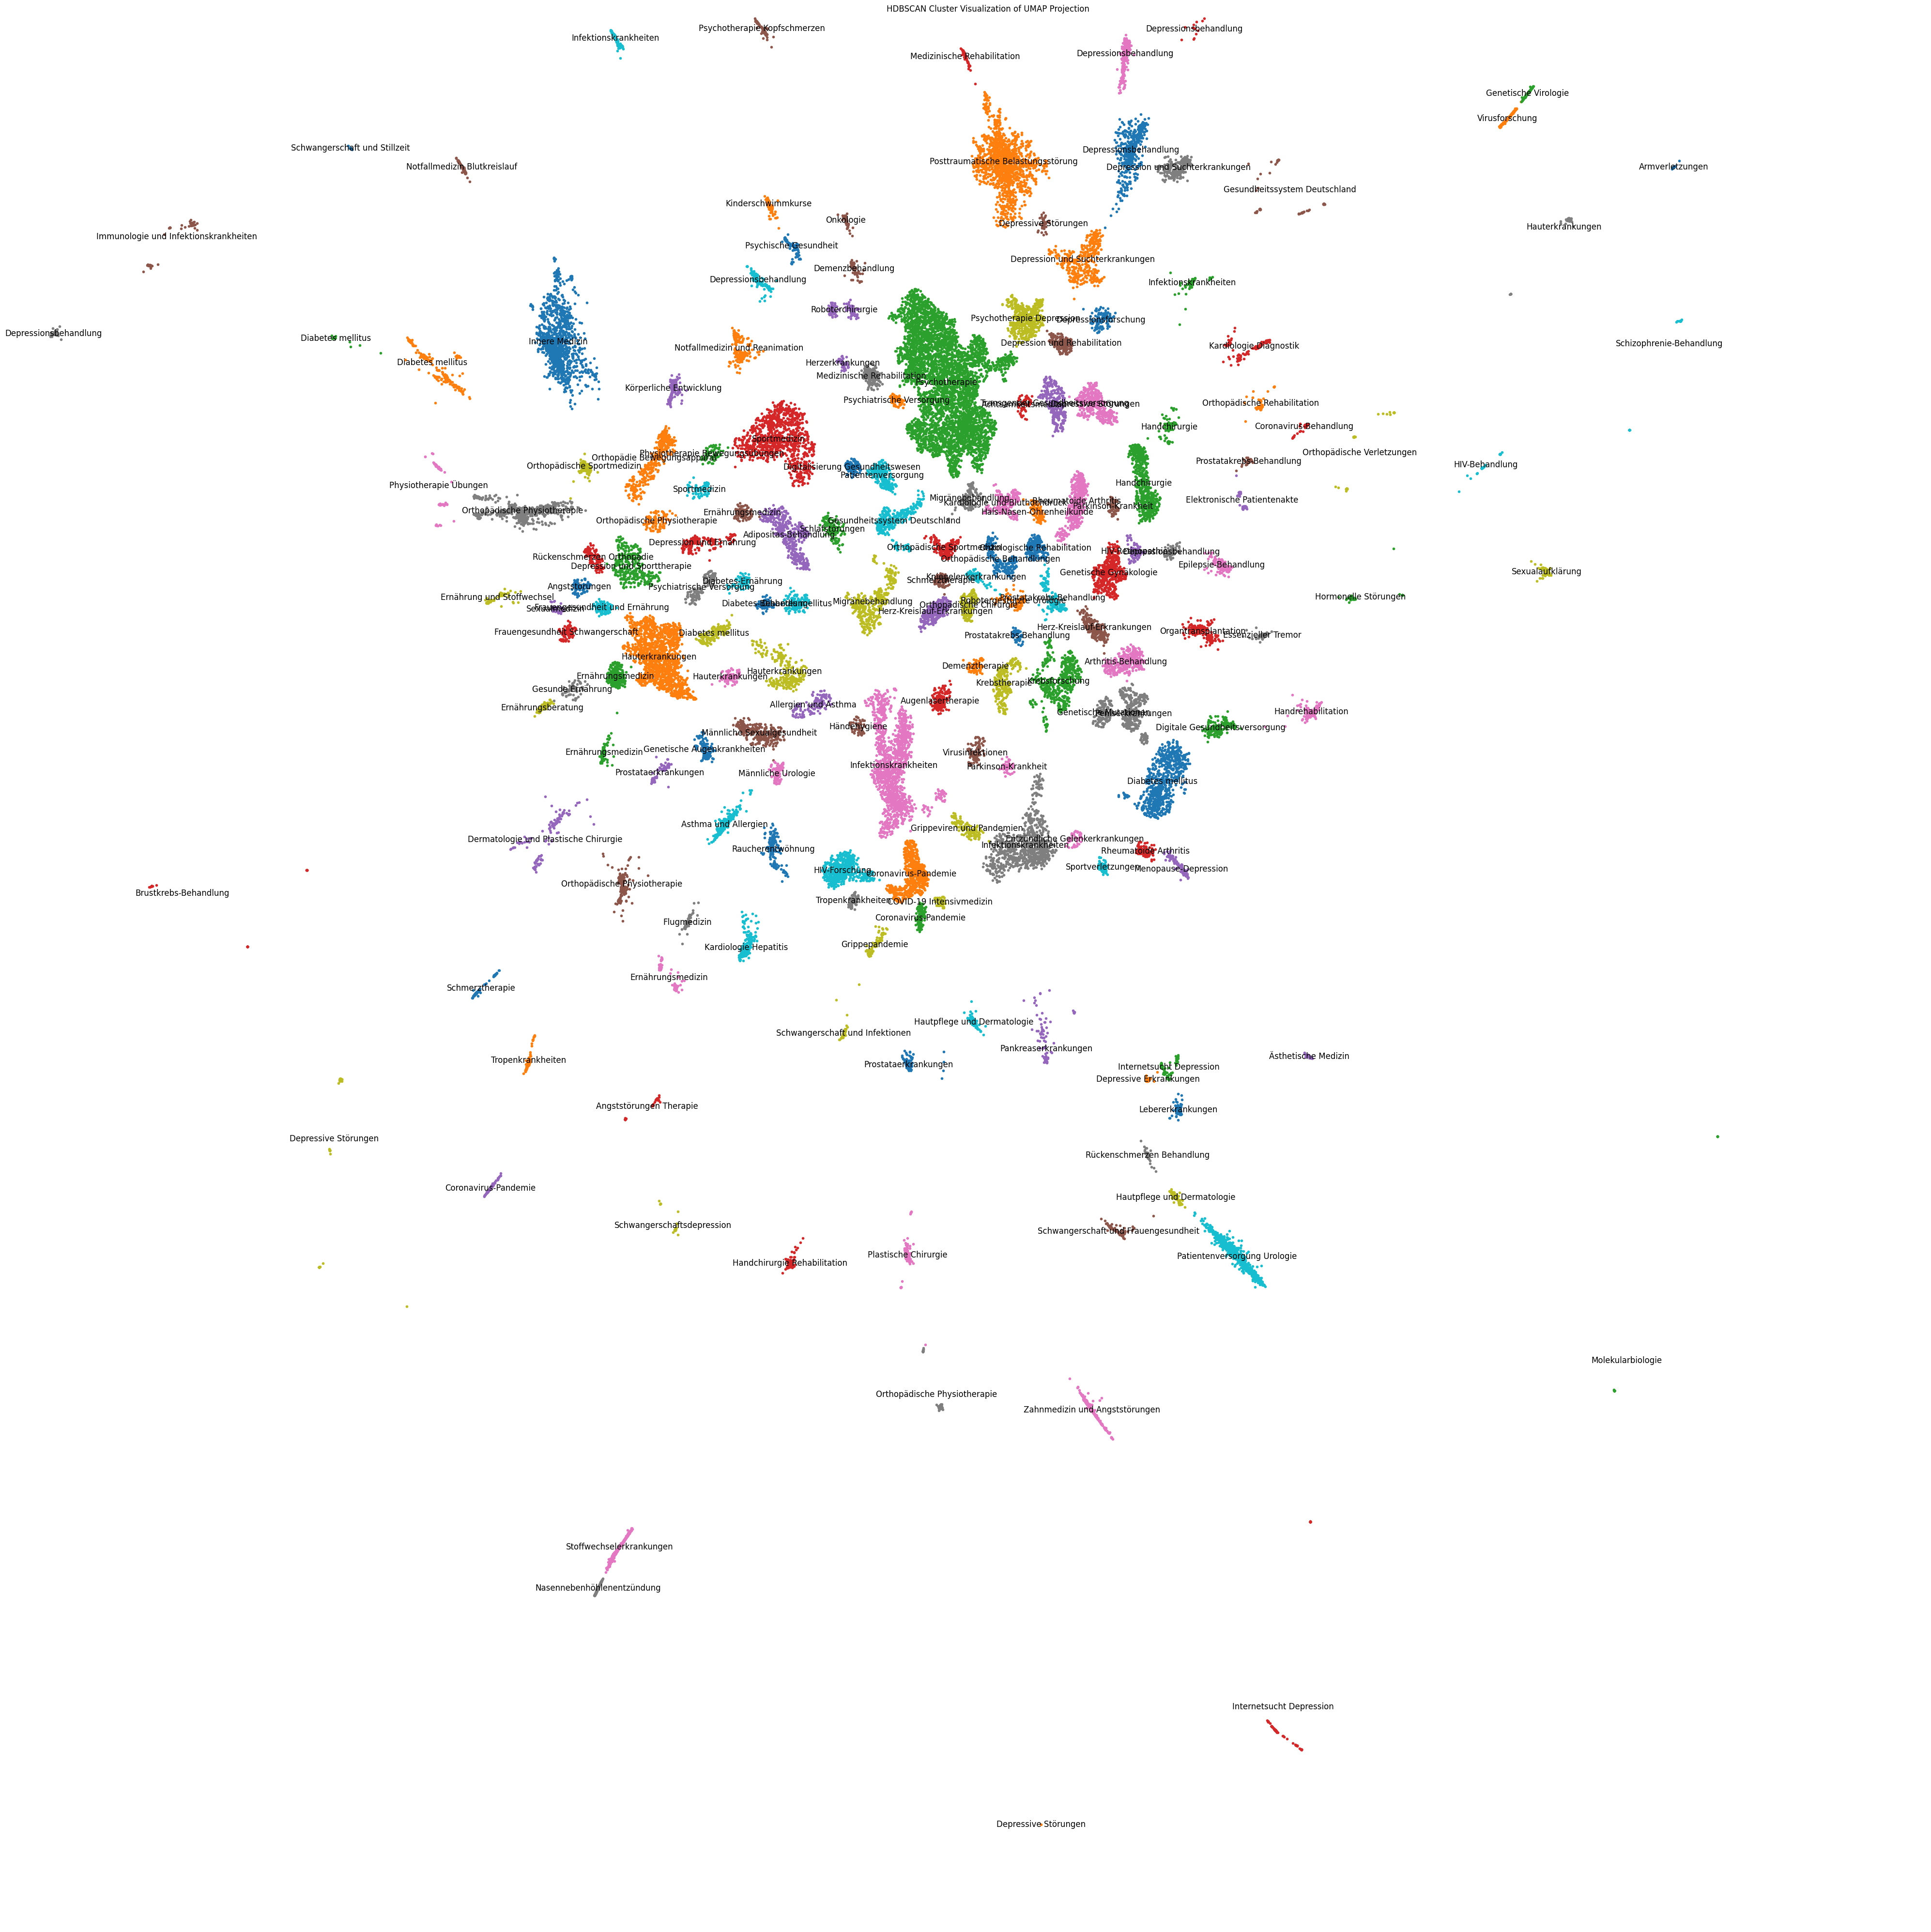 HDBSCAN Cluster Visualization of UMAP Projection
Infektionskrankheiten
Psychotherapie Kopfschmerzen
Depressionsbehandlung
Medizinische Rehabilitation
Depressionsbehandlung
Genetische Virologie
Virusforschung
Schwangerschaft und Stillzeit
Depressionsbehandlung
Notfallmedizin Blutkreislauf
Posttraumatische Belastungsstörung
Depression und Suchterkrankungen
Armverletzungen
Gesundheitssystem Deutschland
Kinderschwimmkurse
Onkologie
Depressive Störungen
Hauterkrankungen
Immunologie und Infektionskrankheiten
Psychische Gesundheit
Depression und Suchterkrankungen
Demenzbehandlung
Depressionsbehandlung
Infektionskrankheiten
Roboterchirurgie
Psychotherapie Depression
Depressionsforschung
Depressionsbehandlung
Diabetes mellitus
Innere Medizin
Notfallmedizin und Reanimation
Depression und Rehabilitation
Kardiologie Diagnostik
Schizophrenie-Behandlung
Diabetes mellitus
Herzerkrankungen
Medizinische Rehabilitation
Psychotherapie
Körperliche Entwicklung
Psychiatrische Versorgung
Depressive Störungen
Orthopädische Rehabilitation
Handchirurgie
Coronavirus-Behandlung
Sportmedizin
Physiotherapie Bewegungsübungen
Orthopädie Bewegungsapparat
Orthopädische Verletzungen
Orthopädische Sportmedizin
Digitalisierung Gesundheitswesen
Patientenversorgung
Prostatakrebs-Behandlung
HIV-Behandlung
Physiotherapie Übungen
Sportmedizin
Handchirurgie
Migränebehandlung
Kardiologie und Bluthochdruck
Rheumatoide Arthritis
Elektronische Patientenakte
Parkinson-Krankheit
Orthopädische Physiotherapie
Ernährungsmedizin
Hals-Nasen-Ohrenheilkunde
Orthopädische Physiotherapie
Gesundheitssystem Deutschland
Schlafstörungen
Adipositas-Behandlung
Depression und Ernährung
Orthopädische Sportmedizin
Onkologische Rehabilitation
Depressionsbehandlung
Rückenschmerzen Orthopädie
Orthopädische Behandlungen
Depression und Sporttherapie
Epilepsie-Behandlung
Genetische Gynäkologie
Sexualaufklärung
Diabetes-Ernährung
Schmerztherapie
Angststörungen
Psychiatrische Versorgung
Ernährung und Stoffwechsel
Hormonelle Störungen
Prostatakrebs-Behandlung
Migränebehandlung
Robotergestützte Urologie
Frauengesundheit und Ernährung
Orthopädische Chirurgie
Herz-Kreislauf-Erkrankungen
Herz-Kreislauf-Erkrankungen
Frauengesundheit Schwangerschaft
Diabetes mellitus
Organtransplantation
Prostatakrebs-Behandlung
Essenzieller Tremor
Hauterkrankungen
Arthritis-Behandlung
Demenztherapie
Hauterkrankungen
Ernährungsmedizin
Hauterkrankungen
Krebstherapie
Krebsforschung
Gesunde Ernährung
Augenlasertherapie
Allergien und Asthma
Ernährungsberatung
Handrehabilitation
Händehygiene
Digitale Gesundheitsversorgung
Männliche Sexualgesundheit
Genetische Augenkrankheiten
Ernährungsmedizin
Virusinfektionen
Infektionskrankheiten
Parkinson-Krankheit
Prostataerkrankungen
Männliche Urologie
Diabetes mellitus
Asthma und Allergien
Grippeviren und Pandemien
Dermatologie und Plastische Chirurgie
Entzündliche Gelenkerkrankungen
Infektionskrankheiten
Raucherentwöhnung
Rheumatoide Arthritis
Sportverletzungen
Menopause-Depression
HIV-Forschung
Coronavirus-Pandemie
Orthopädische Physiotherapie
Brustkrebs-Behandlung
Tropenkrankheiten
COVID-19 Intensivmedizin
Coronavirus-Pandemie
Flugmedizin
Grippepandemie
Kardiologie Hepatitis
Ernährungsmedizin
Schmerztherapie
Hautpflege und Dermatologie
Schwangerschaft und Infektionen
Pankreaserkrankungen
Ästhetische Medizin
Tropenkrankheiten
Prostataerkrankungen
Internetsucht Depression
Depressive Erkrankungen
Angststörungen Therapie
Lebererkrankungen
Depressive Störungen
Rückenschmerzen Behandlung
Coronavirus-Pandemie
Hautpflege und Dermatologie
Schwangerschaftsdepression
Schwangerschaft und Frauengesundheit
Plastische Chirurgie
Patientenversorgung Urologie
Handchirurgie Rehabilitation
Molekularbiologie
Orthopädische Physiotherapie
Zahnmedizin und Angststörungen
Stoffwechselerkrankungen
Nasennebenhöhlenentzündung
Internetsucht Depression
Depressive Störungen